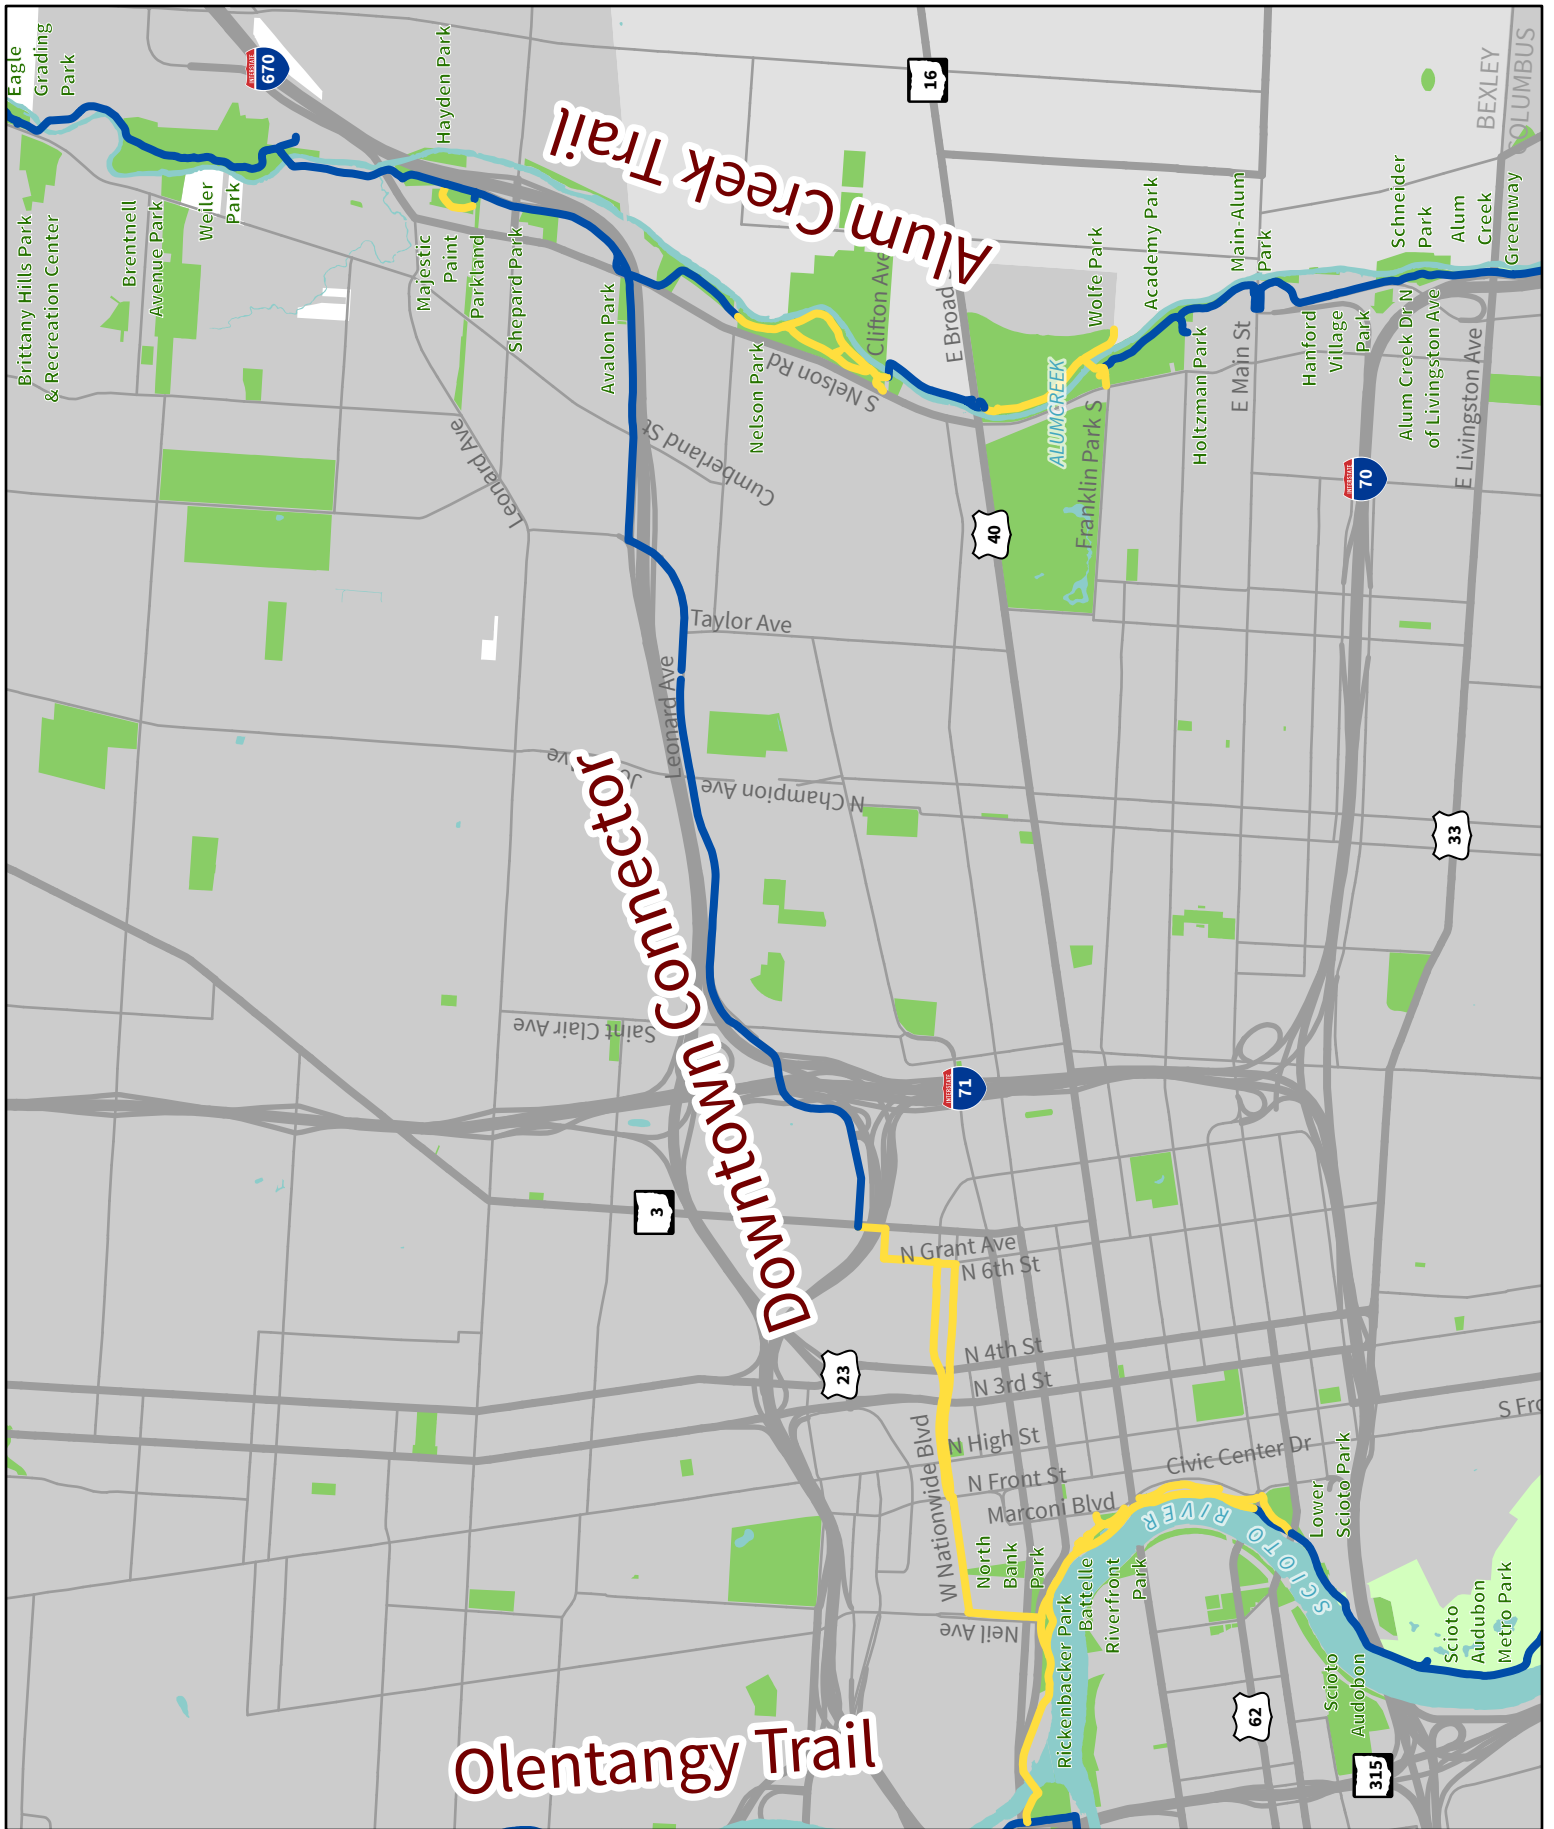 Eagle
Grading
Park
INTERSTATE
670
Hayden Park
16
BEXLEY
COLUMBUS
Alum Creek Trail
Brittany Hills Park
& Recreation Center
Brentnell
Avenue Park
Weiler
Park
Majestic
Paint
Parkland
Shepard Park
Avalon Park
Nelson Park
S Nelson Rd
Clifton Ave
E Broad
Wolfe Park
Academy Park
Main-Alum
Park
Schneider
Park
Alum
Creek
Greenway
ALUM CREEK
Franklin Park S
Holtzman Park
E Main St
Hanford
Village
Park
Alum Creek Dr N
of Livingston Ave
E Livingston Ave
Leonard Ave
Cumberland St
40
INTERSTATE
70
Taylor Ave
Leonard Ave
N Champion Ave
33
Downtown Connector
Saint Clair Ave
INTERSTATE
71
3
N Grant Ave
N 6th St
23
N 4th St
N 3rd St
N High St
N Front St
Marconi Blvd
Civic Center Dr
S Fro
W Nationwide Blvd
North
Bank
Park
Neil Ave
Rickenbacker Park
Battelle
Riverfront
Park
SCIOTO RIVER
Lower
Scioto Park
Scioto
Audubon
Metro Park
Scioto
Audobon
62
315
Olentangy Trail